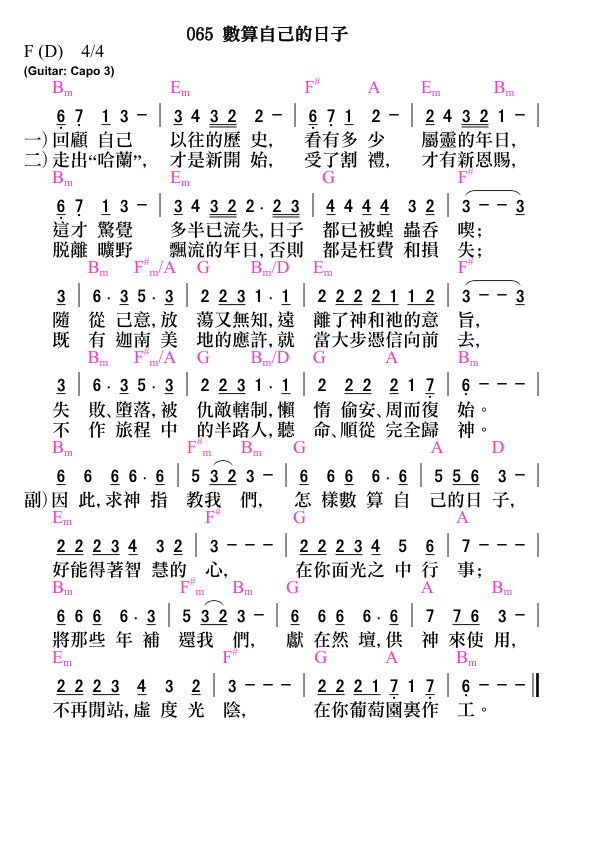 065 數算自己的日子
F (D) 4/4
(Guitar: Capo 3)
Bm Em F# A Em Bm
6 7 1 3 － | 3 4 3 2 2 － | 6 7 1 2 － | 2 4 3 2 1 － |
一) 回顧 自己 以往的歷 史， 看有多 少 屬靈的年日，
二) 走出“哈蘭”， 才是新開 始， 受了割 禮， 才有新恩賜，
Bm Em G F#
6 7 1 3 － | 3 4 3 2 2 · 2 3 | 4 4 4 4 3 2 | 3 － － 3
這才 驚覺 多半已流失，日子 都已被蝗 蟲吞 喫；
脫離 曠野 飄流的年日，否則 都是枉費 和損 失；
Bm F#m/A G Bm/D Em F#
3 | 6 · 3 5 · 3 | 2 2 3 1 · 1 | 2 2 2 2 1 1 2 | 3 － － 3
隨 從 己意，放 蕩又無知，遠 離了神和祂的意 旨，
既 有 迦南 美 地的應許，就 當大步憑信向前 去，
Bm F#m/A G Bm/D G A Bm
3 | 6 · 3 5 · 3 | 2 2 3 1 · 1 | 2 2 2 2 1 7 | 6 － － － |
失 敗、墮落，被 仇敵轄制，懶 惰 偷安、周而復 始。
不 作 旅程 中 的半路人，聽 命、順從 完全歸 神。
Bm F#m Bm G A D
6 6 6 6 · 6 | 5 3 2 3 － | 6 6 6 6 · 6 | 5 5 6 3 － |
副) 因 此，求神 指 教我 們， 怎 樣數 算 自 己的日 子，
Em F# G A
2 2 2 3 4 3 2 | 3 － － － | 2 2 2 3 4 5 6 | 7 － － － |
好能得著智 慧的 心， 在你面光之 中 行 事；
Bm F#m Bm G A Bm
6 6 6 6 · 3 | 5 3 2 3 － | 6 6 6 6 · 6 | 7 7 6 3 － |
將那些 年 補 還我 們， 獻 在然 壇，供 神 來使 用，
Em F# G A Bm
2 2 2 3 4 3 2 | 3 － － － | 2 2 2 1 7 1 7 | 6 － － － ‖
不再閒站，虛 度 光 陰， 在你葡萄園裏作 工。